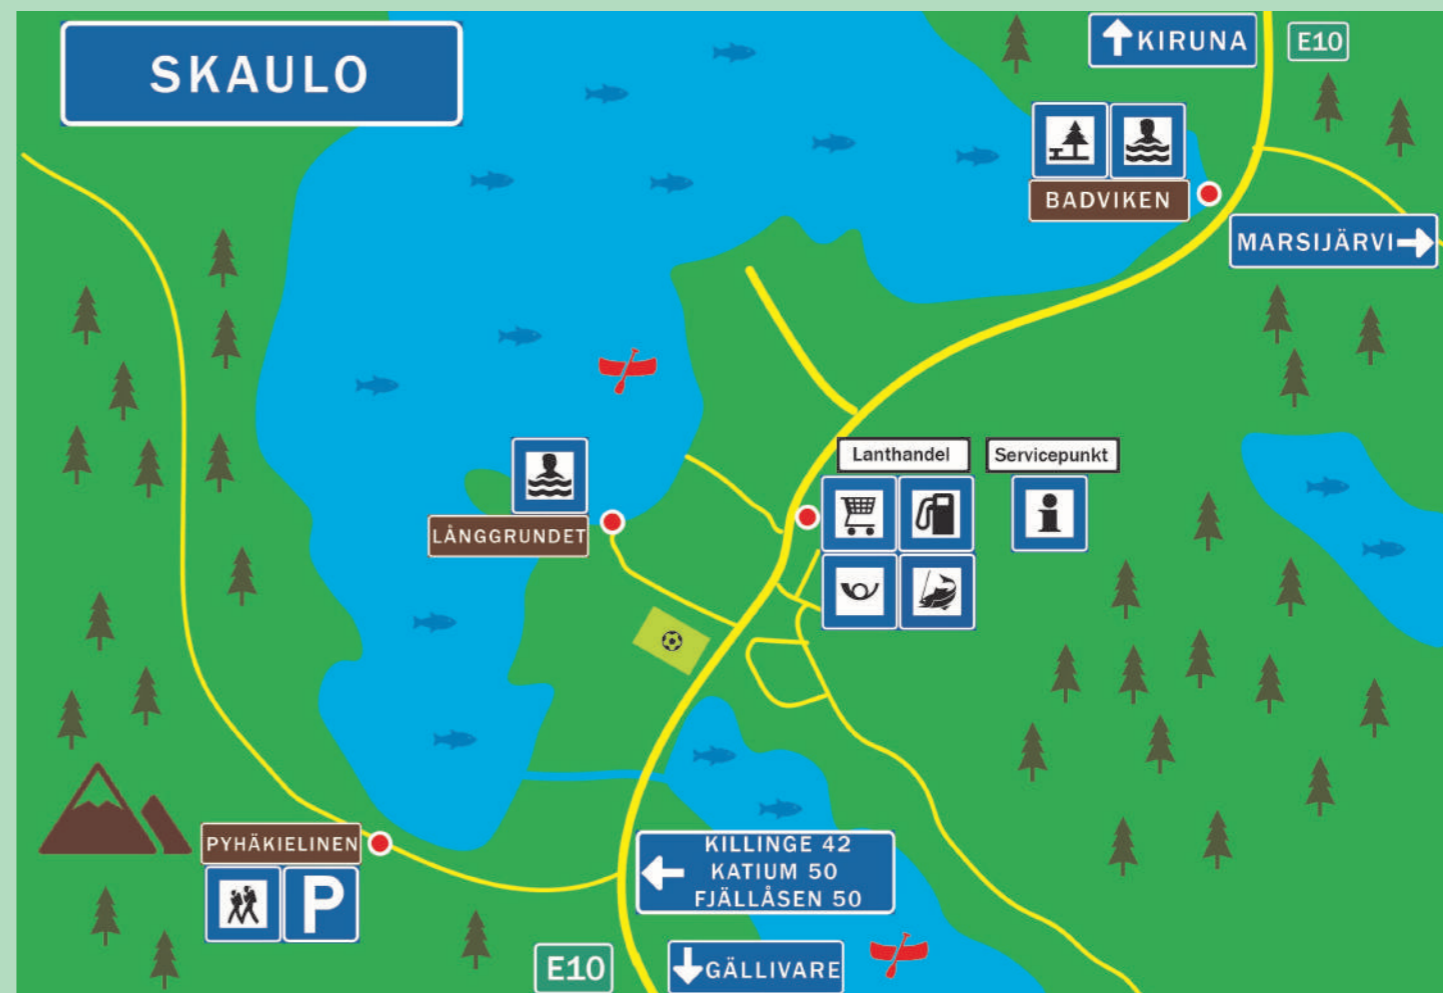 SKAULO
KIRUNA
E10
BADVIKEN
MARSIJÄRVI
Lanthandel
Servicepunkt
LÅNGGRUNDET
PYHÄKIELINEN
P
KILLINGE 42
KATIUM 50
FJÄLLÅSEN 50
E10
GÄLLIVARE